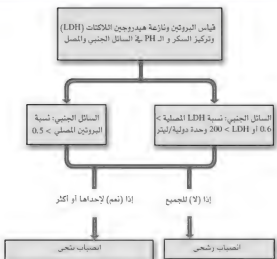 قياس البروتين ونازعة هيدروجين اللاكتات (LDH)
وتركيز السكر و الـ PH في السائل الجنبي والمصل
السائل الجنبي: نسبة LDH المصلية >
0.6 أو LDH > 200 وحدة دولية/ليتر
السائل الجنبي: نسبة
البروتين المصلي > 0.5
إذا (لا) للجميع
إذا (نعم) لإحداها أو أكثر
انصباب رشحي
انصباب نتحي